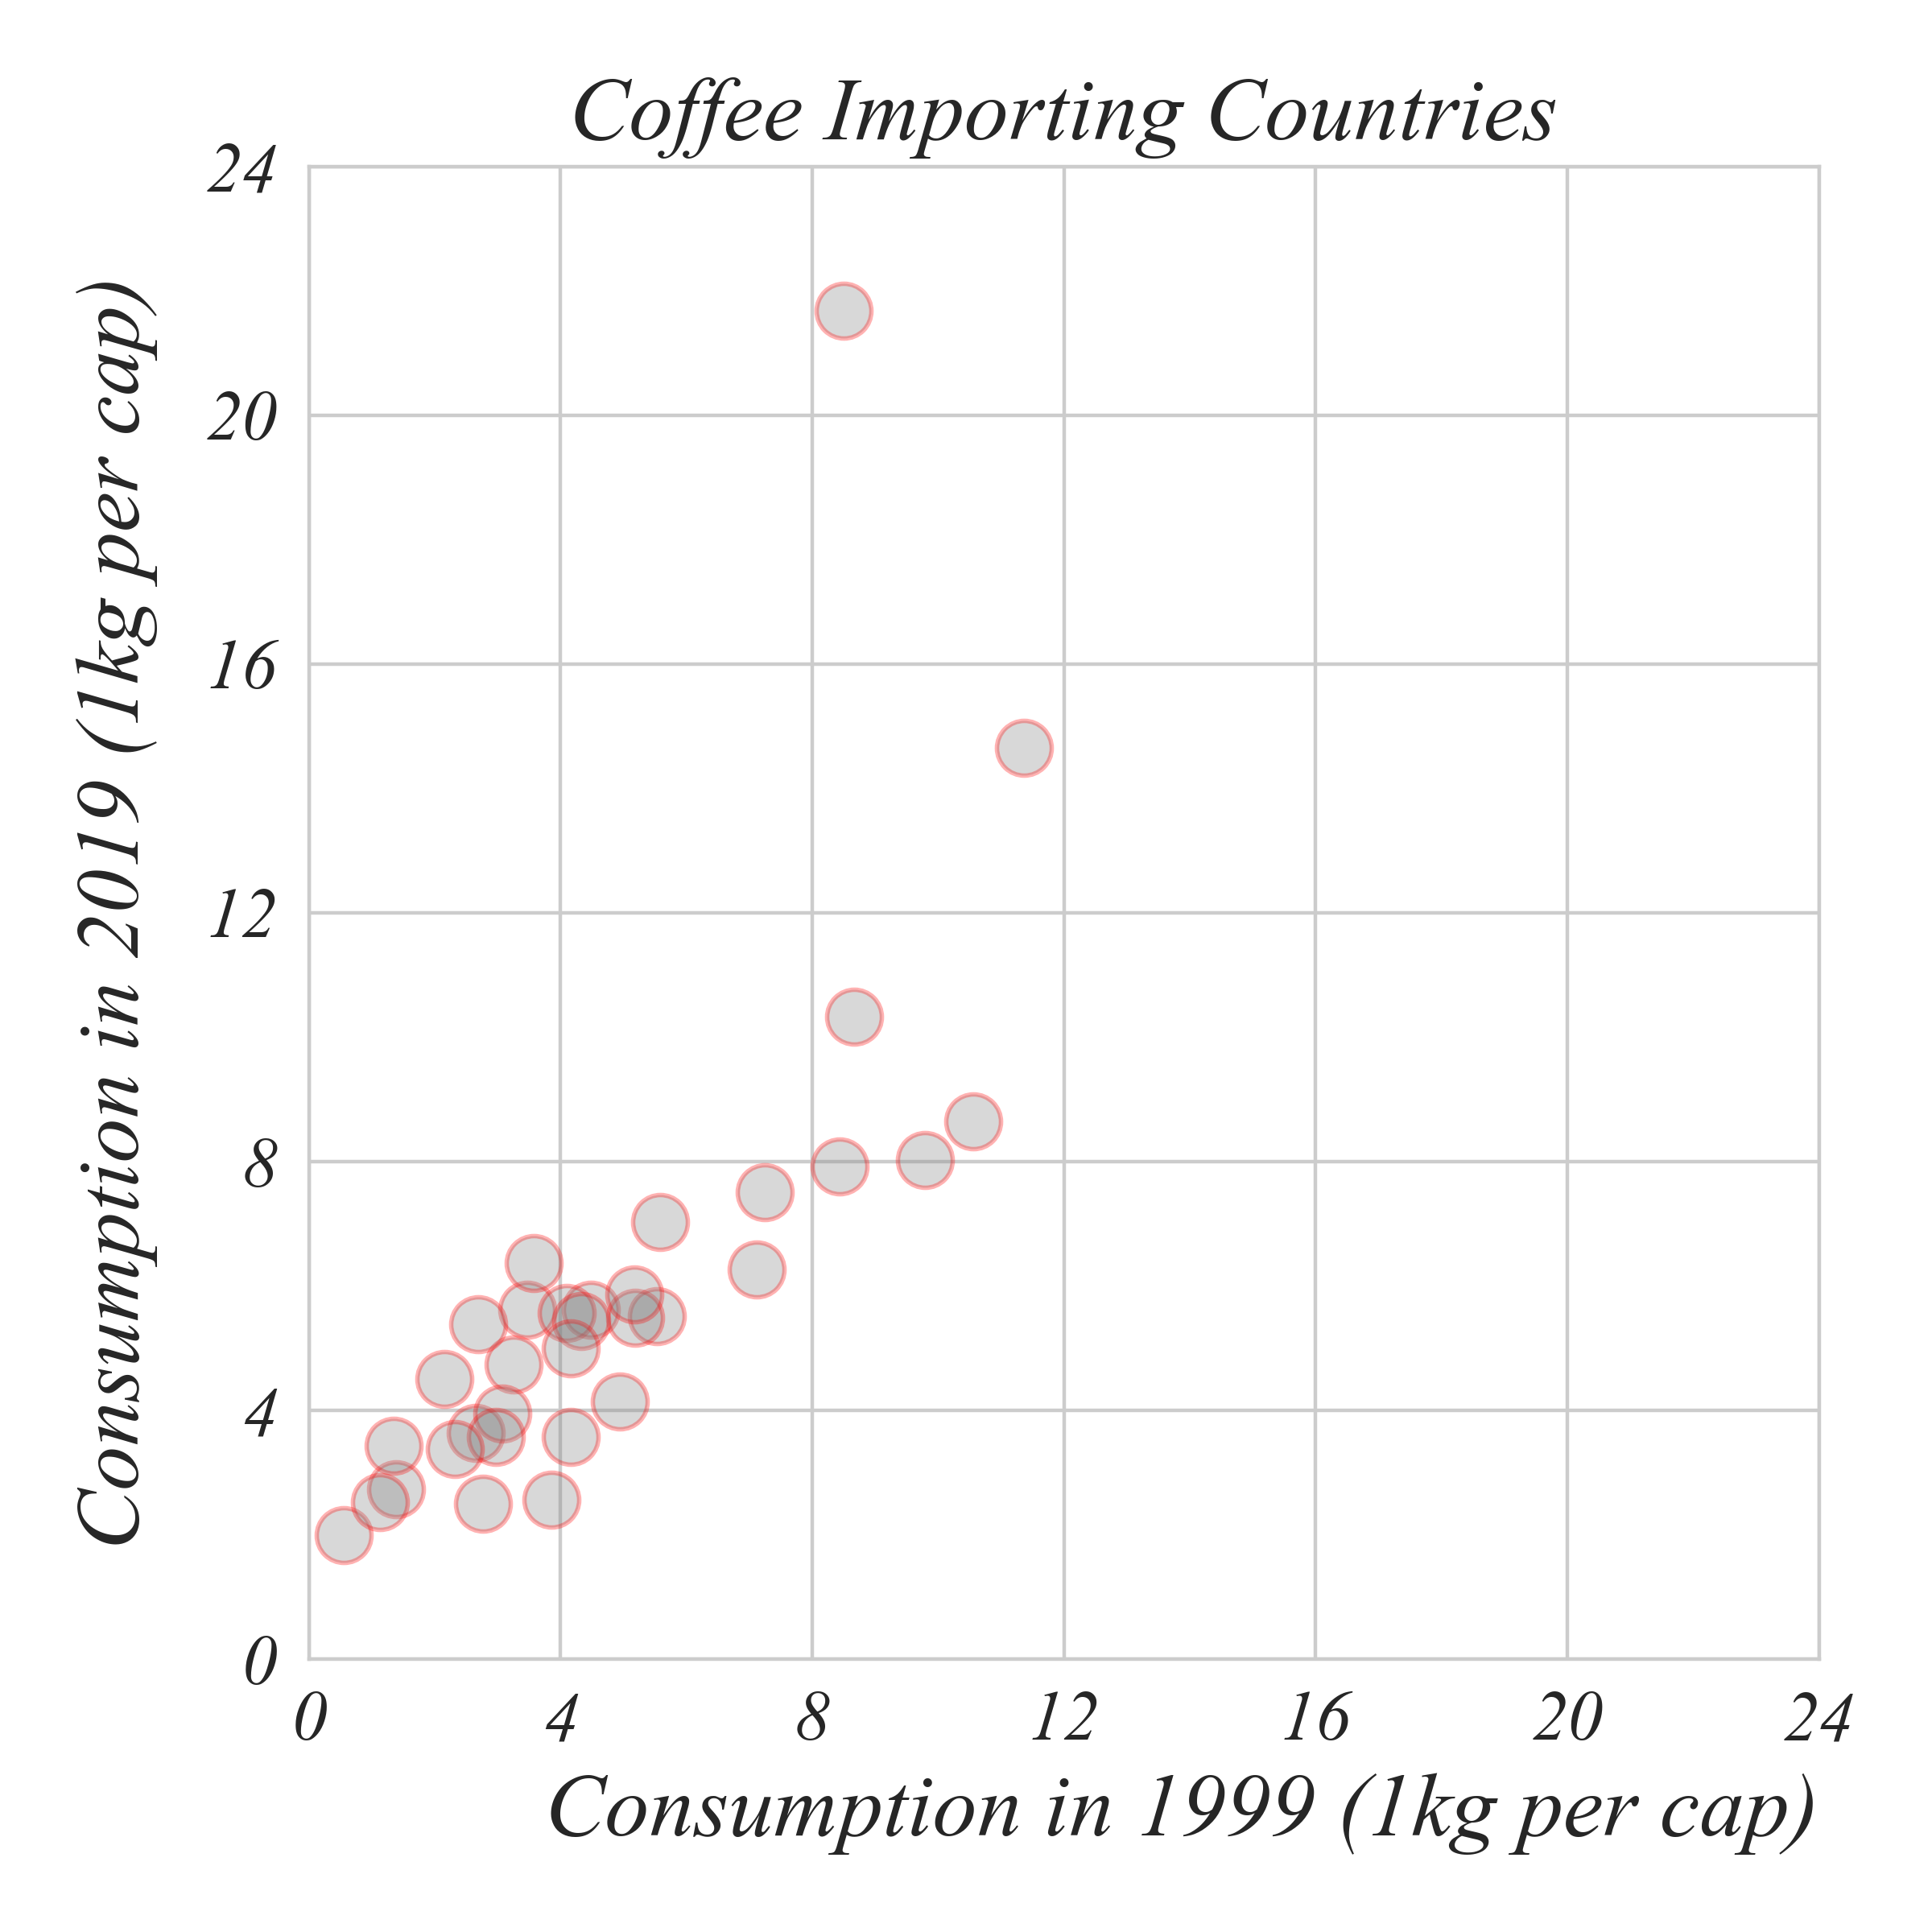 Coffee Importing Countries
Consumption in 2019 (1kg per cap)
24
20
16
12
8
4
0
0 4 8 12 16 20 24
Consumption in 1999 (1kg per cap)